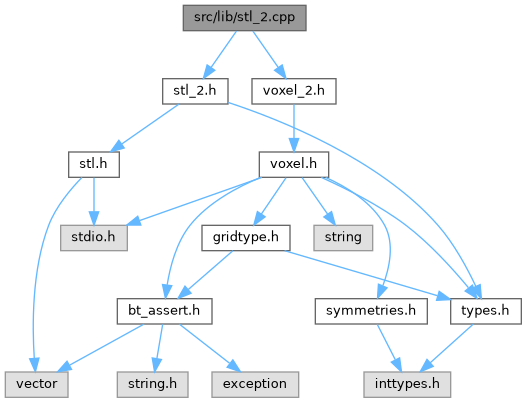 src/lib/stl_2.cpp
stl_2.h
voxel_2.h
stl.h
voxel.h
stdio.h
gridtype.h
string
bt_assert.h
symmetries.h
types.h
vector
string.h
exception
inttypes.h